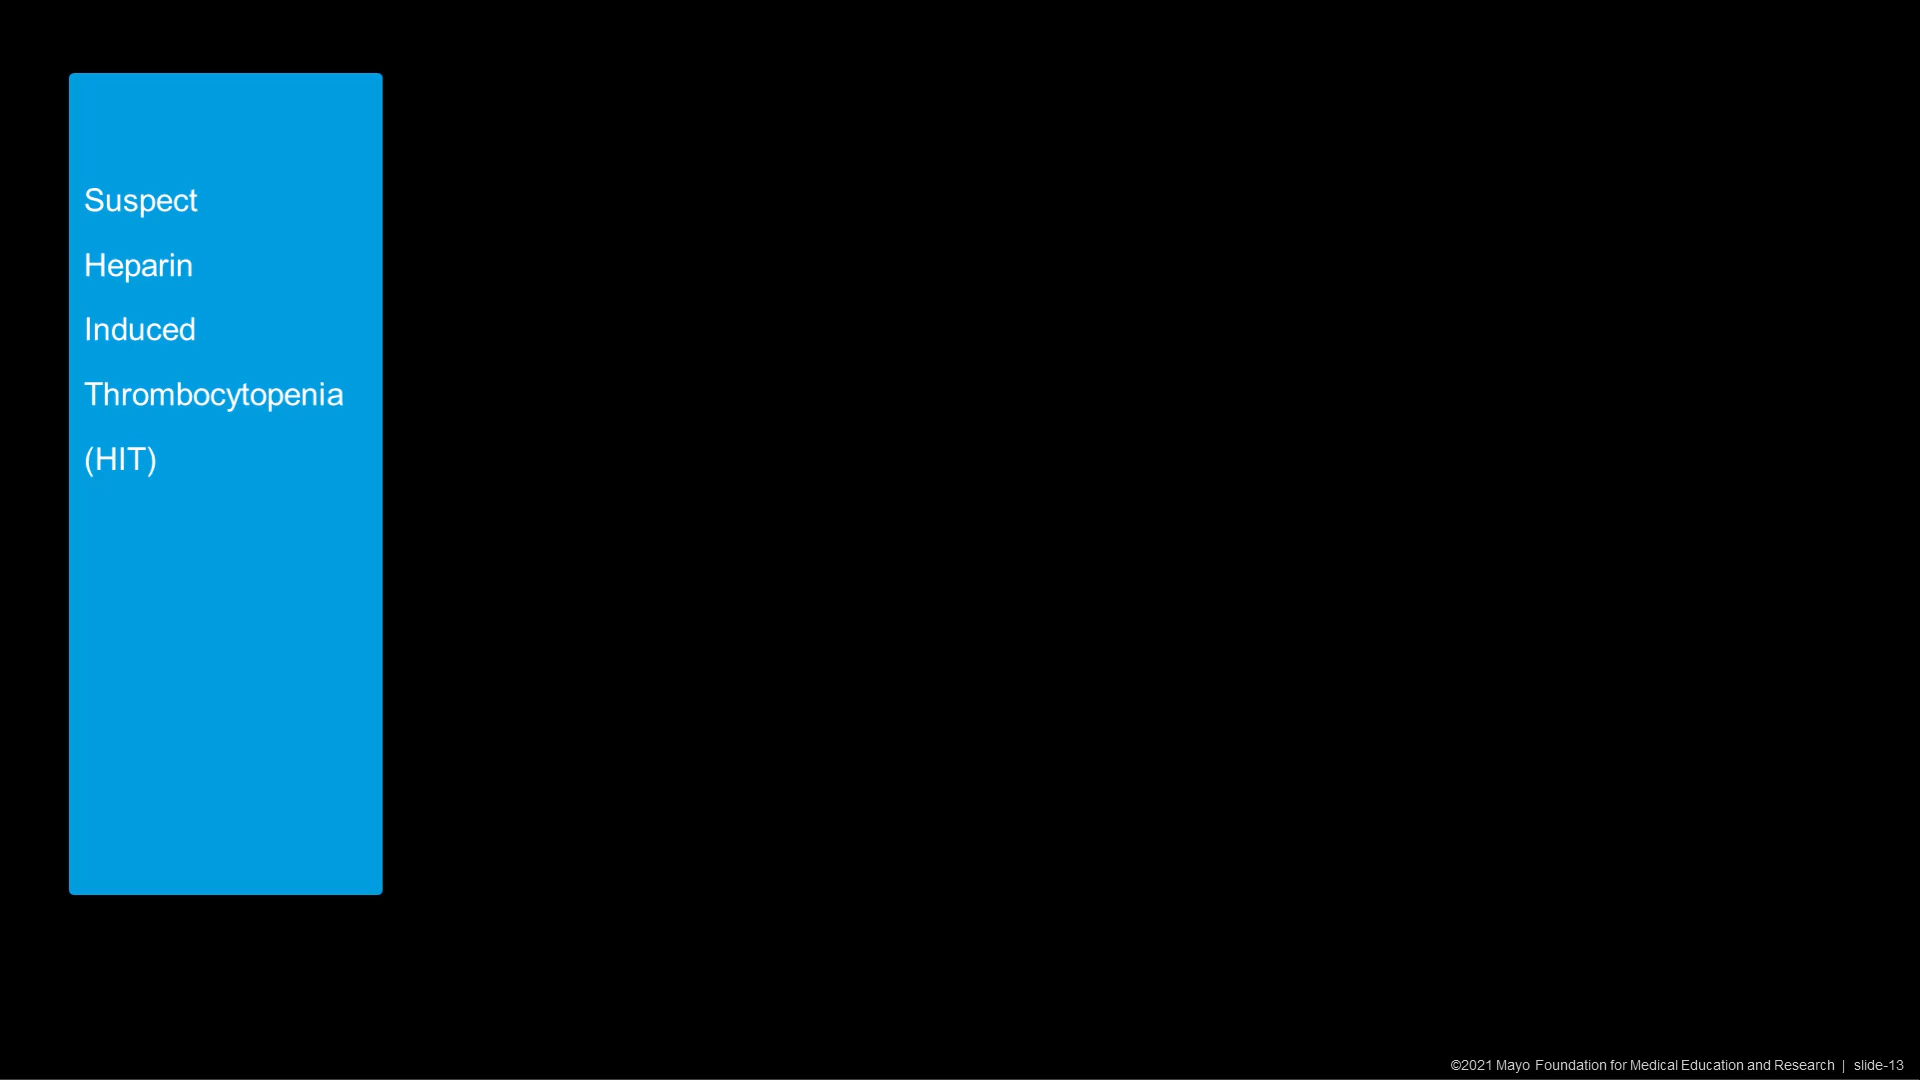 Suspect
Heparin
Induced
Thrombocytopenia
(HIT)
©2021 Mayo Foundation for Medical Education and Research | slide-13